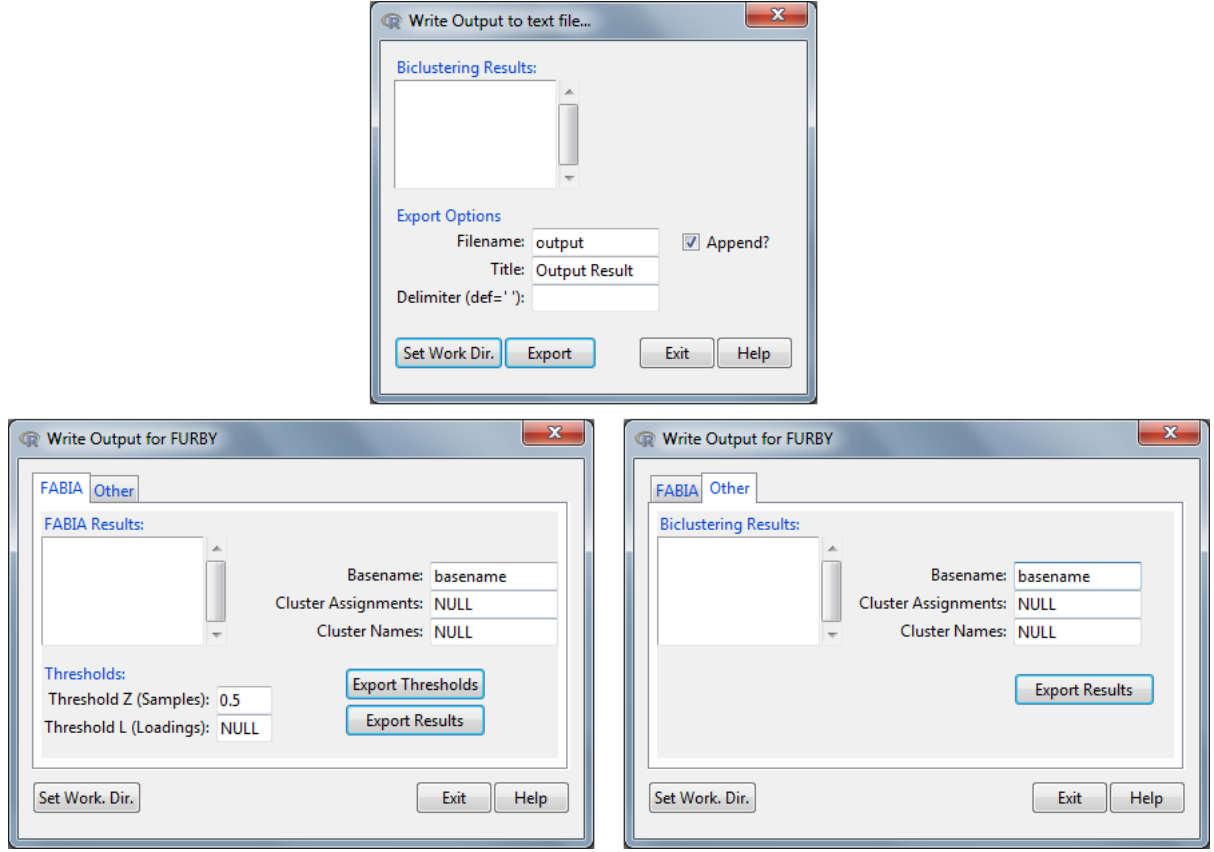 Write Output to text file...
Biclustering Results:
Export Options
Filename: output Append?
Title: Output Result
Delimiter (def=' '):
Set Work Dir. Export Exit Help
Write Output for FURBY
FABIA Other
FABIA Results:
Basename: basename
Cluster Assignments: NULL
Cluster Names: NULL
Thresholds:
Threshold Z (Samples): 0.5
Threshold L (Loadings): NULL
Export Thresholds
Export Results
Set Work. Dir. Exit Help
Write Output for FURBY
FABIA Other
Biclustering Results:
Basename: basename
Cluster Assignments: NULL
Cluster Names: NULL
Export Results
Set Work. Dir. Exit Help